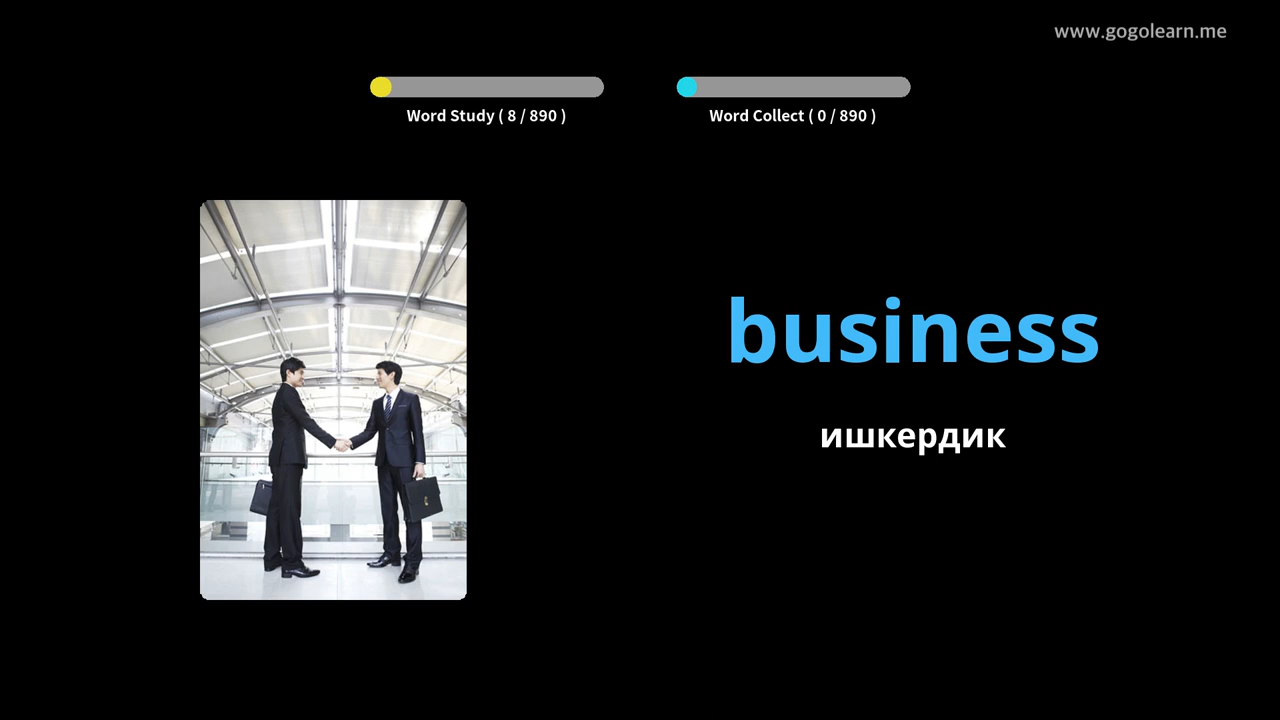 www.gogolearn.me
Word Study ( 8 / 890 )
Word Collect ( 0 / 890 )
business
ишкердик